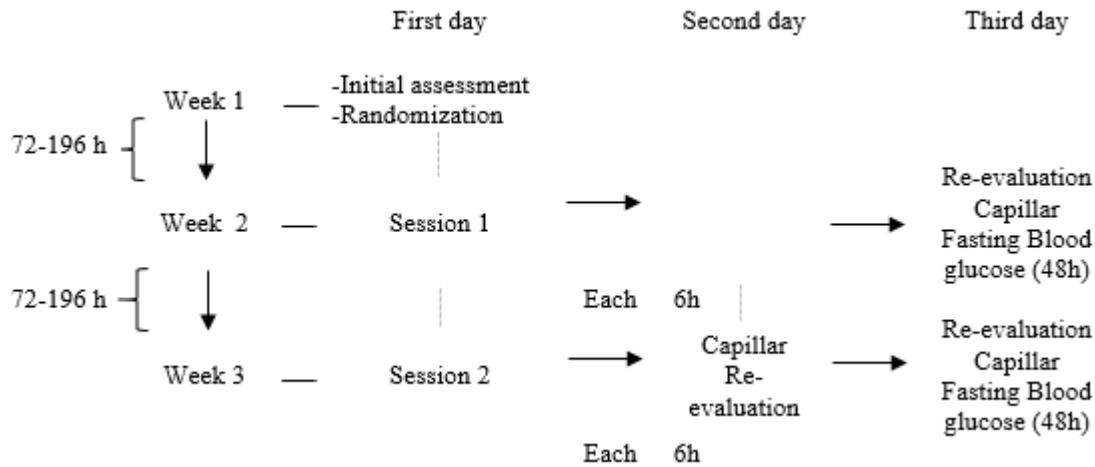 First day
Second day
Third day
Week 1
-Initial assessment
-Randomization
72-196 h
Week 2
Session 1
Re-evaluation
Capillar
Fasting Blood
glucose (48h)
72-196 h
Each 6h
Week 3
Session 2
Capillar
Re-
evaluation
Re-evaluation
Capillar
Fasting Blood
glucose (48h)
Each 6h